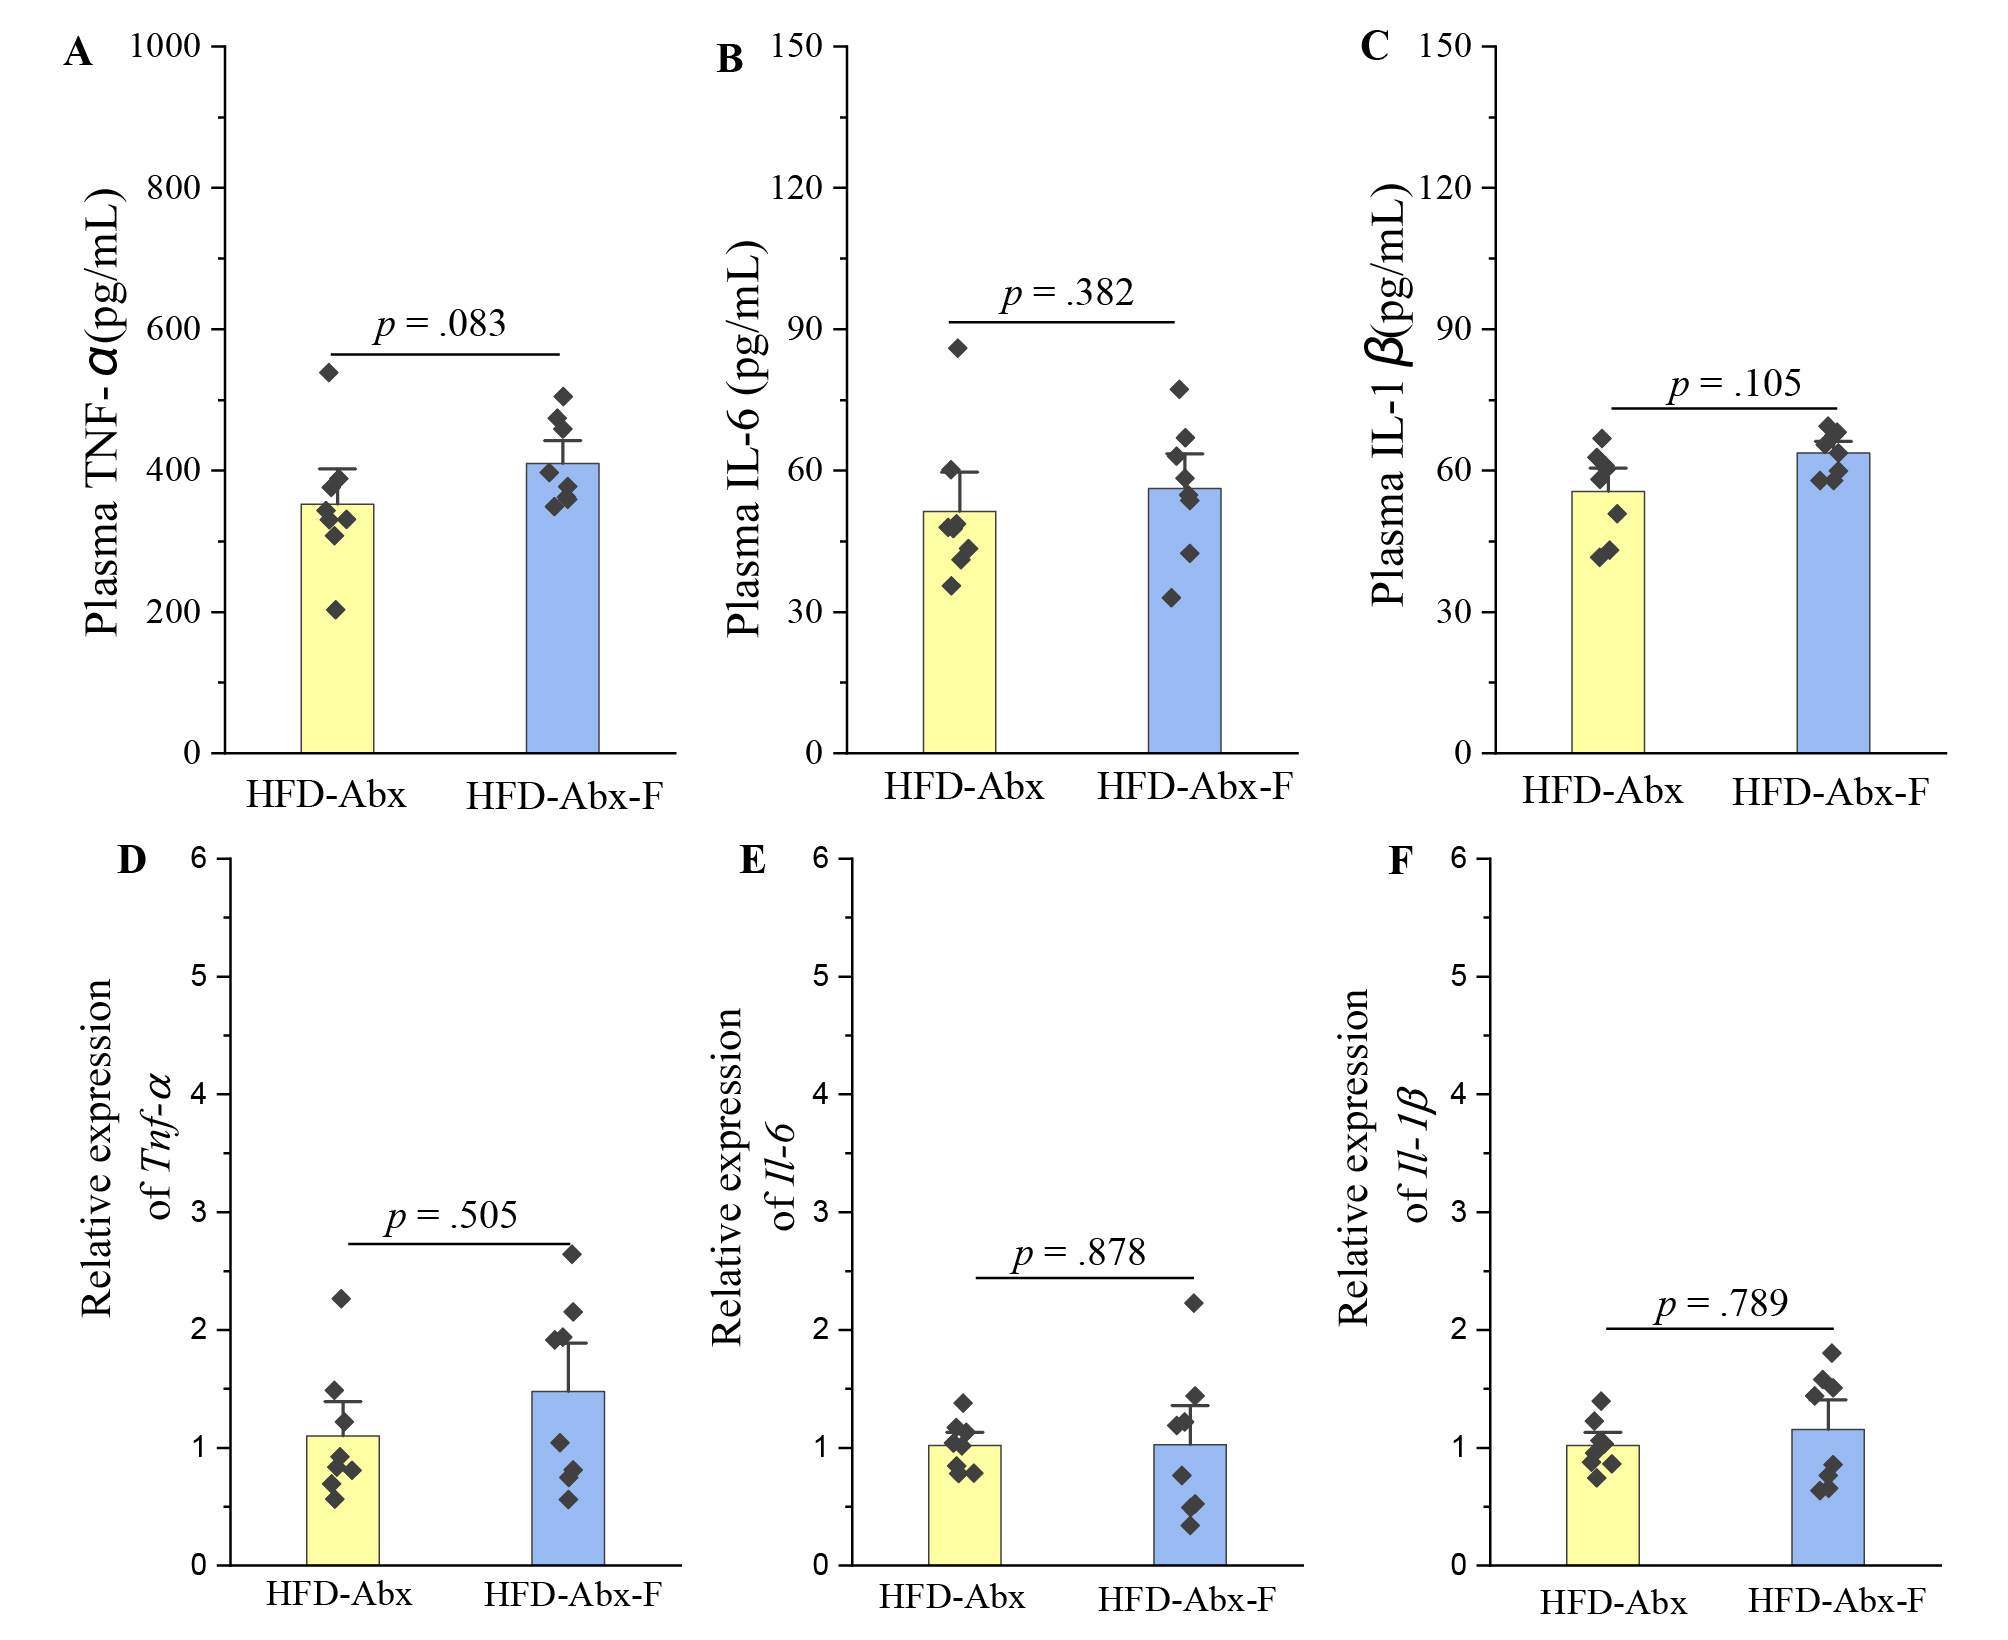 A
Plasma TNF-α(pg/mL)
1000
800
600
400
200
0
p = .083
HFD-Abx
HFD-Abx-F
B
Plasma IL-6 (pg/mL)
150
120
90
60
30
0
p = .382
HFD-Abx
HFD-Abx-F
C
Plasma IL-1 β(pg/mL)
150
120
90
60
30
0
p = .105
HFD-Abx
HFD-Abx-F
D
Relative expression
of Tnf-α
6
5
4
3
2
1
0
p = .505
HFD-Abx
HFD-Abx-F
E
Relative expression
of Il-6
6
5
4
3
2
1
0
p = .878
HFD-Abx
HFD-Abx-F
F
Relative expression
of Il-1β
6
5
4
3
2
1
0
p = .789
HFD-Abx
HFD-Abx-F